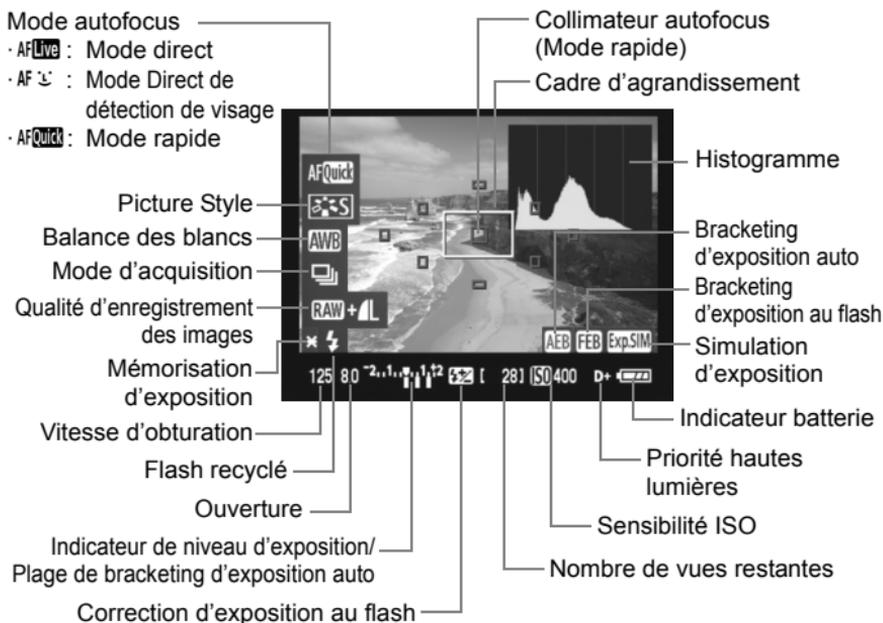 Mode autofocus
· AF Live : Mode direct
· AF : Mode Direct de
détection de visage
· AF Quick : Mode rapide
Picture Style
Balance des blancs
Mode d'acquisition
Qualité d'enregistrement
des images
Mémorisation
d'exposition
Vitesse d'obturation
Flash recyclé
Ouverture
Indicateur de niveau d'exposition/
Plage de bracketing d'exposition auto
Correction d'exposition au flash
Collimateur autofocus
(Mode rapide)
Cadre d'agrandissement
Histogramme
Bracketing
d'exposition auto
Bracketing
d'exposition au flash
Simulation
d'exposition
Indicateur batterie
Priorité hautes
lumières
Sensibilité ISO
Nombre de vues restantes
AF Quick
S
AWB
RAW + L
AEB FEB Exp.SIM
125 8.0 -2..1..▼.1.+2 [ 28] ISO 400 D+